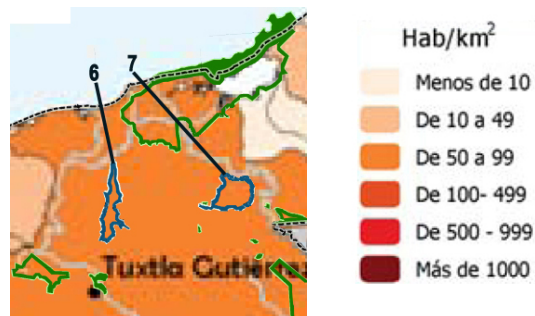 6
7
Tuxtla Gutiérrez
Hab/km²
Menos de 10
De 10 a 49
De 50 a 99
De 100- 499
De 500 - 999
Más de 1000